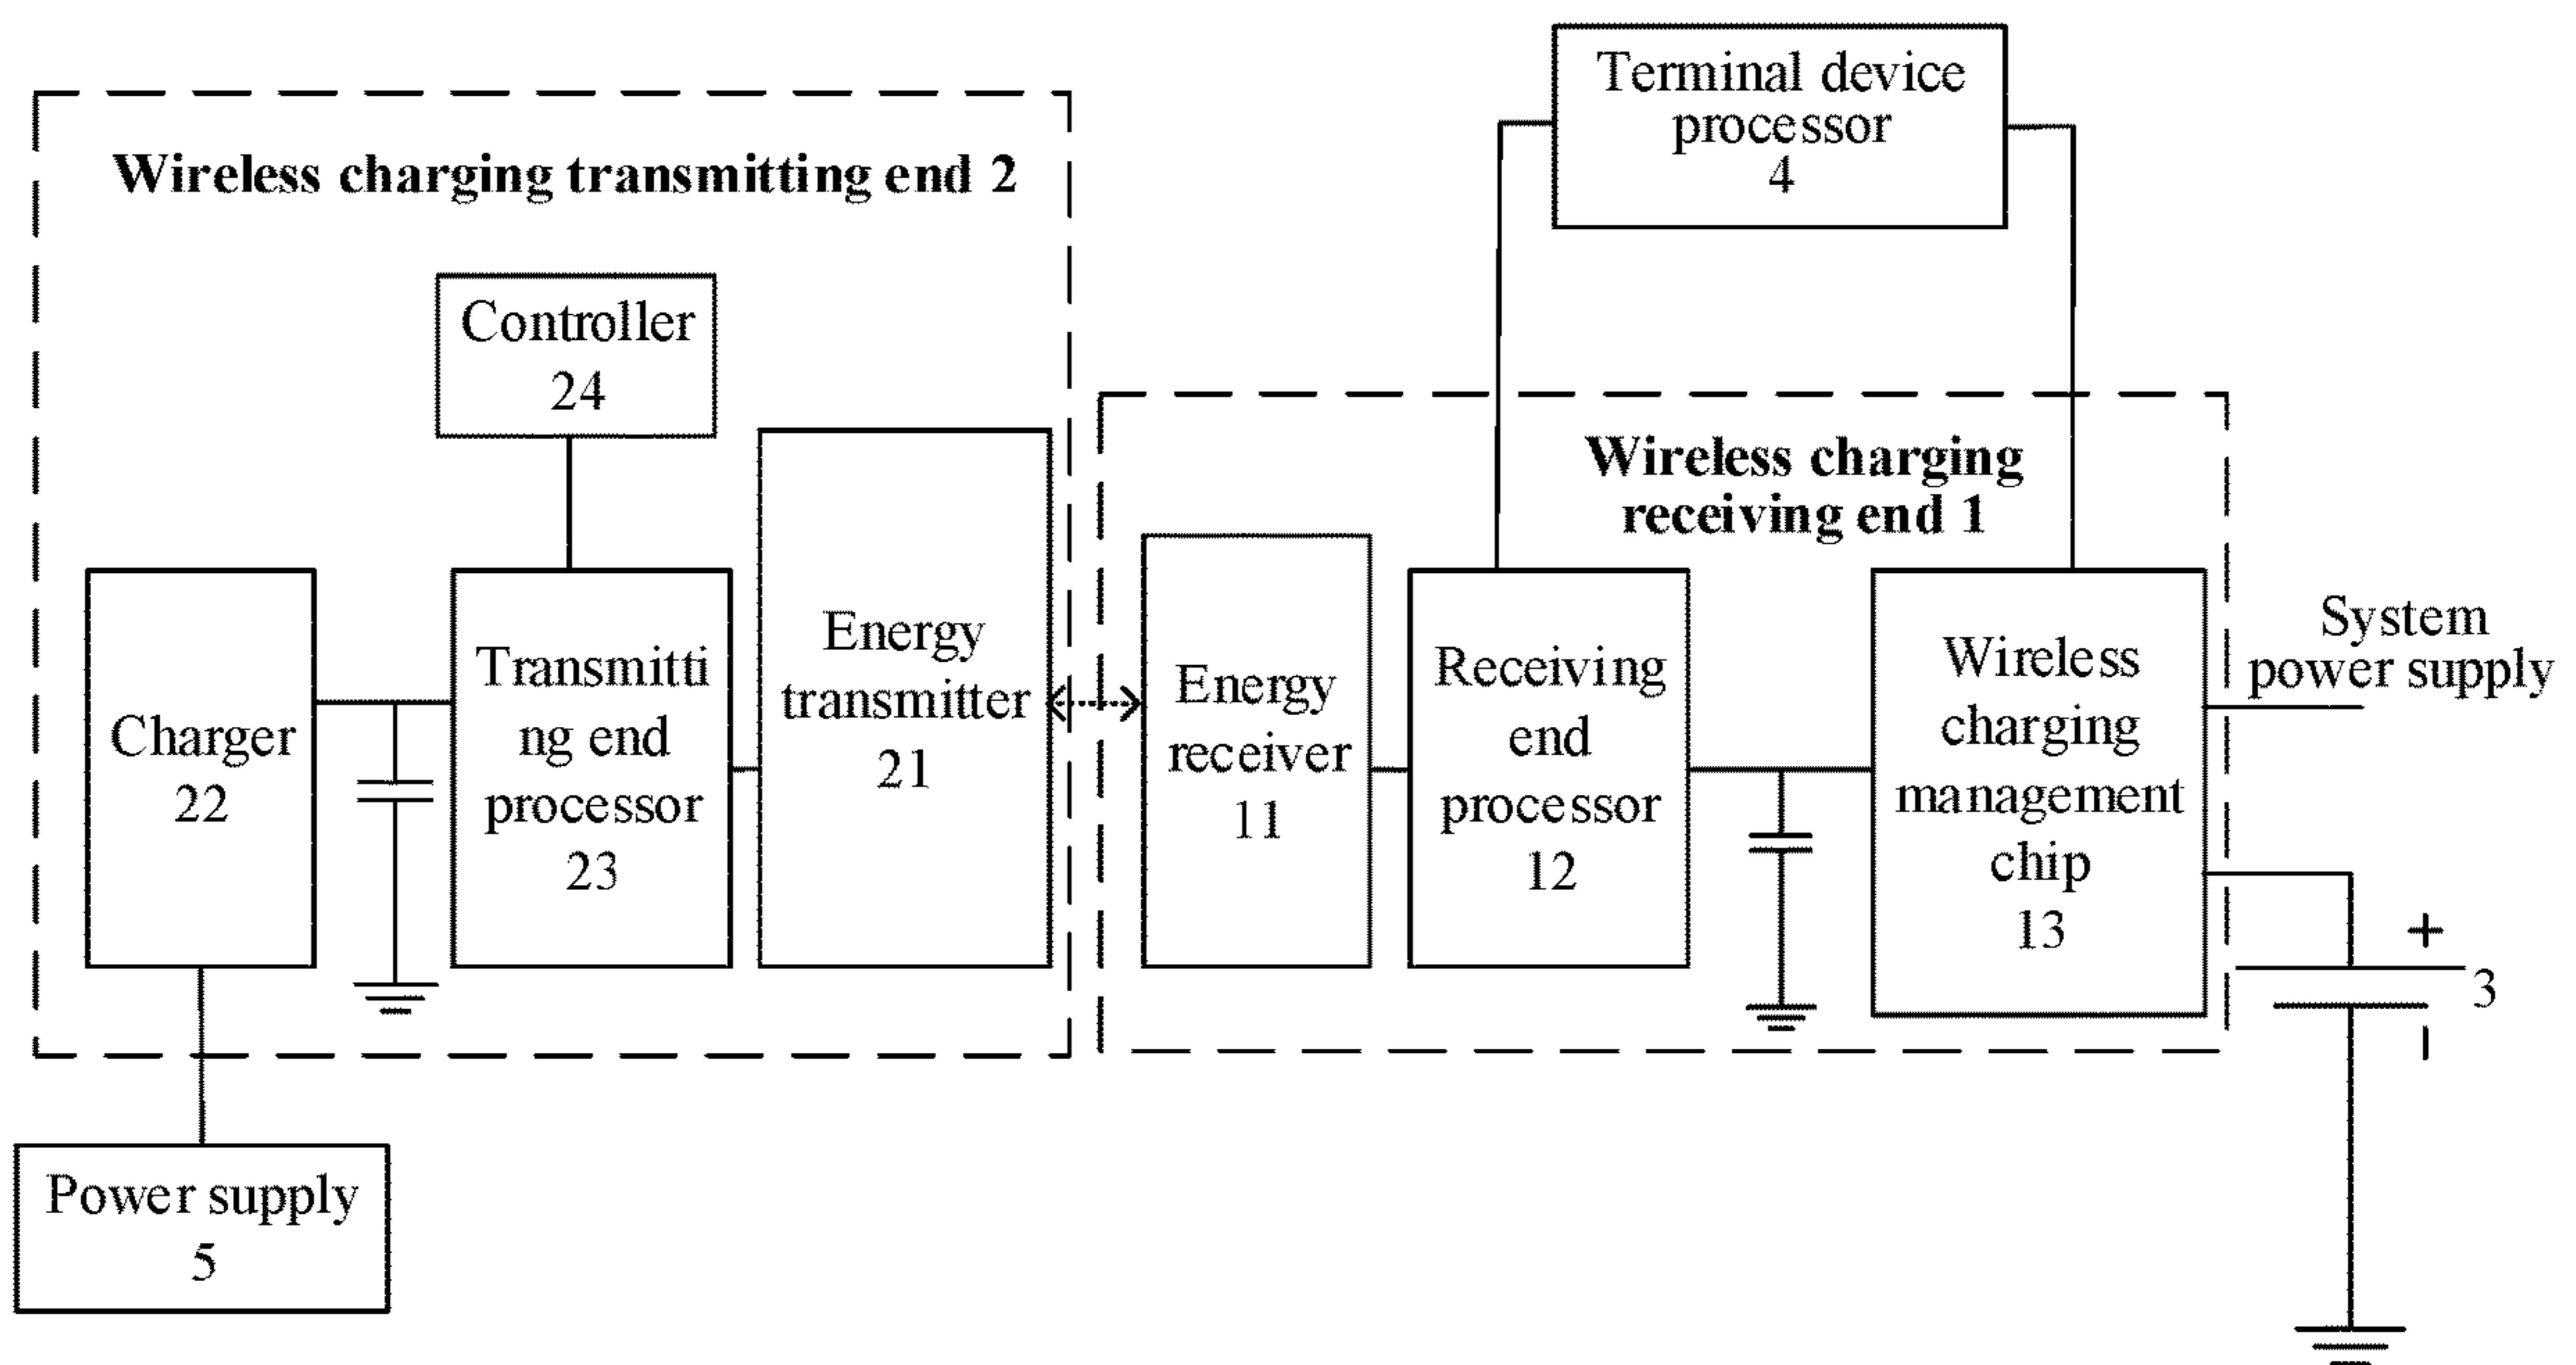 Terminal device
processor
4
Wireless charging transmitting end 2
Controller
24
Wireless charging
receiving end 1
Charger
22
Transmitti
ng end
processor
23
Energy
transmitter
21
Energy
receiver
11
Receiving
end
processor
12
Wireless
charging
management
chip
13
System
power supply
+
3
Power supply
5